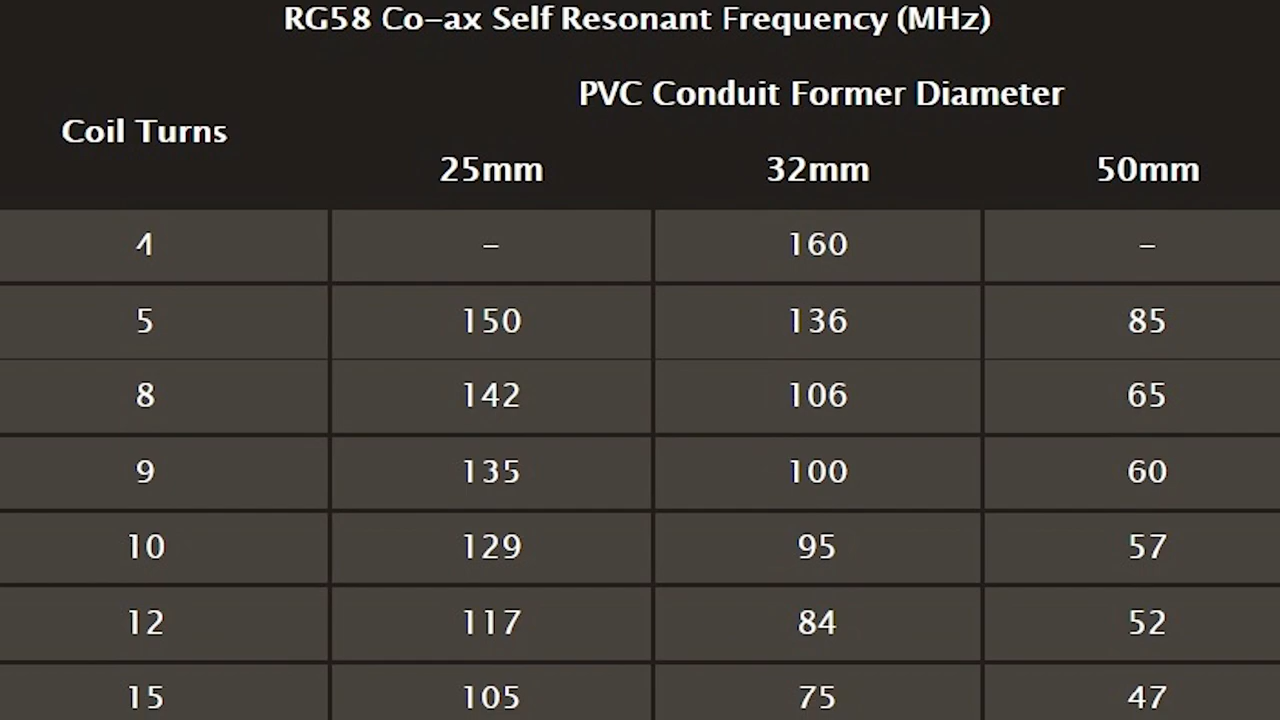 RG58 Co-ax Self Resonant Frequency (MHz)
PVC Conduit Former Diameter
Coil Turns
25mm 32mm 50mm
4 – 160 –
5 150 136 85
8 142 106 65
9 135 100 60
10 129 95 57
12 117 84 52
15 105 75 47